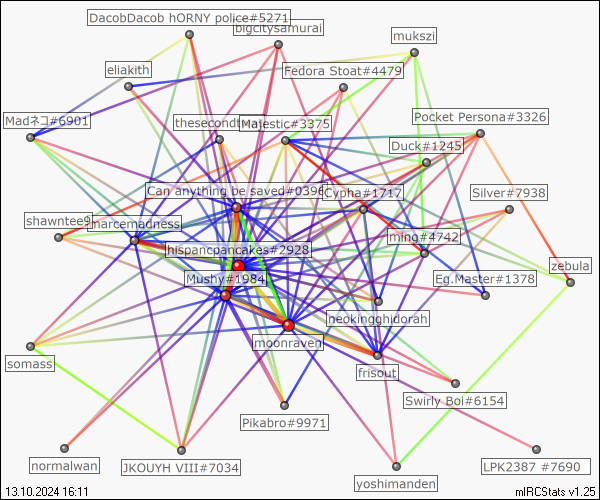 DacobDacob hORNY police#5271
bigcitysamurai
mukszi
eliakith
Fedora Stoat#4479
Madネコ#6901
Majestic#3375
Pocket Persona#3326
Duck#1245
Can anything be saved#0396
Cypha#1717
Silver#7938
shawntee9
narcemadness
ming#4742
hispancpancakes#2928
zebula
Mushy#1984
Eg.Master#1378
neokingghidorah
moonraven
somass
frisout
Swirly Boi#6154
Pikabro#9971
normalwan
JKOUYH VIII#7034
LPK2387 #7690
yoshimanden
13.10.2024 16:11
mIRCStats v1.25